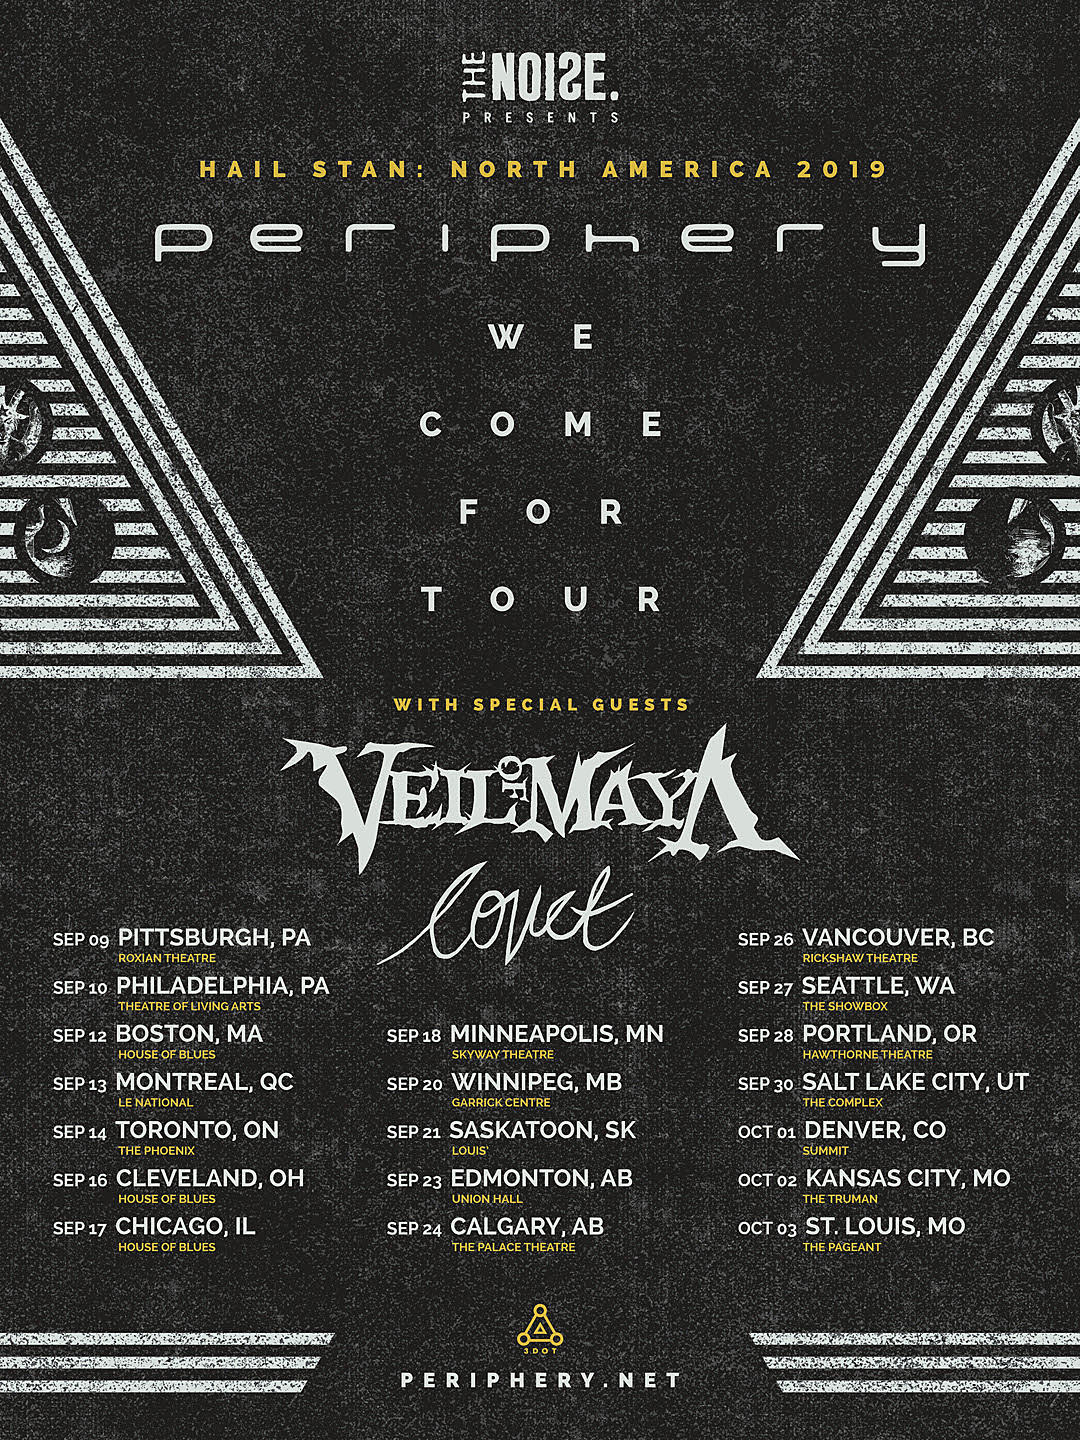 THE NOISE.
PRESENTS
HAIL STAN: NORTH AMERICA 2019
periphery
WE
COME
FOR
TOUR
WITH SPECIAL GUESTS
VEIL OF MAYA
covet
SEP 09 PITTSBURGH, PA
ROXIAN THEATRE
SEP 10 PHILADELPHIA, PA
THEATRE OF LIVING ARTS
SEP 12 BOSTON, MA
HOUSE OF BLUES
SEP 13 MONTREAL, QC
LE NATIONAL
SEP 14 TORONTO, ON
THE PHOENIX
SEP 16 CLEVELAND, OH
HOUSE OF BLUES
SEP 17 CHICAGO, IL
HOUSE OF BLUES
SEP 18 MINNEAPOLIS, MN
SKYWAY THEATRE
SEP 20 WINNIPEG, MB
GARRICK CENTRE
SEP 21 SASKATOON, SK
LOUIS'
SEP 23 EDMONTON, AB
UNION HALL
SEP 24 CALGARY, AB
THE PALACE THEATRE
SEP 26 VANCOUVER, BC
RICKSHAW THEATRE
SEP 27 SEATTLE, WA
THE SHOWBOX
SEP 28 PORTLAND, OR
HAWTHORNE THEATRE
SEP 30 SALT LAKE CITY, UT
THE COMPLEX
OCT 01 DENVER, CO
SUMMIT
OCT 02 KANSAS CITY, MO
THE TRUMAN
OCT 03 ST. LOUIS, MO
THE PAGEANT
3DOT
PERIPHERY.NET